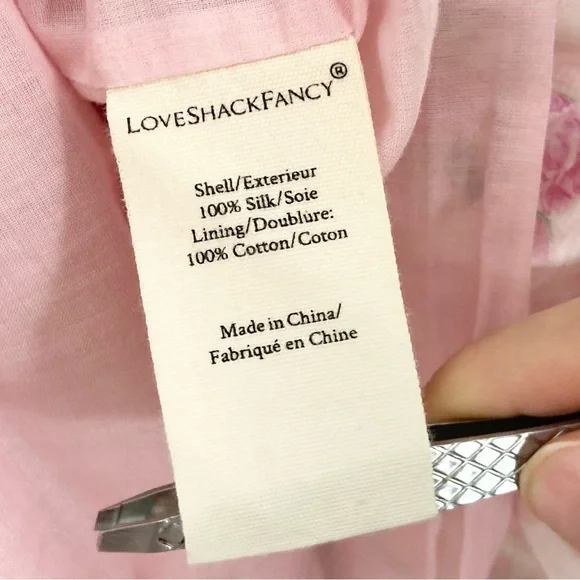 LOVESHACKFANCY®
Shell/Exterieur
100% Silk/Soie
Lining/Doublure:
100% Cotton/Coton
Made in China/
Fabriqué en Chine